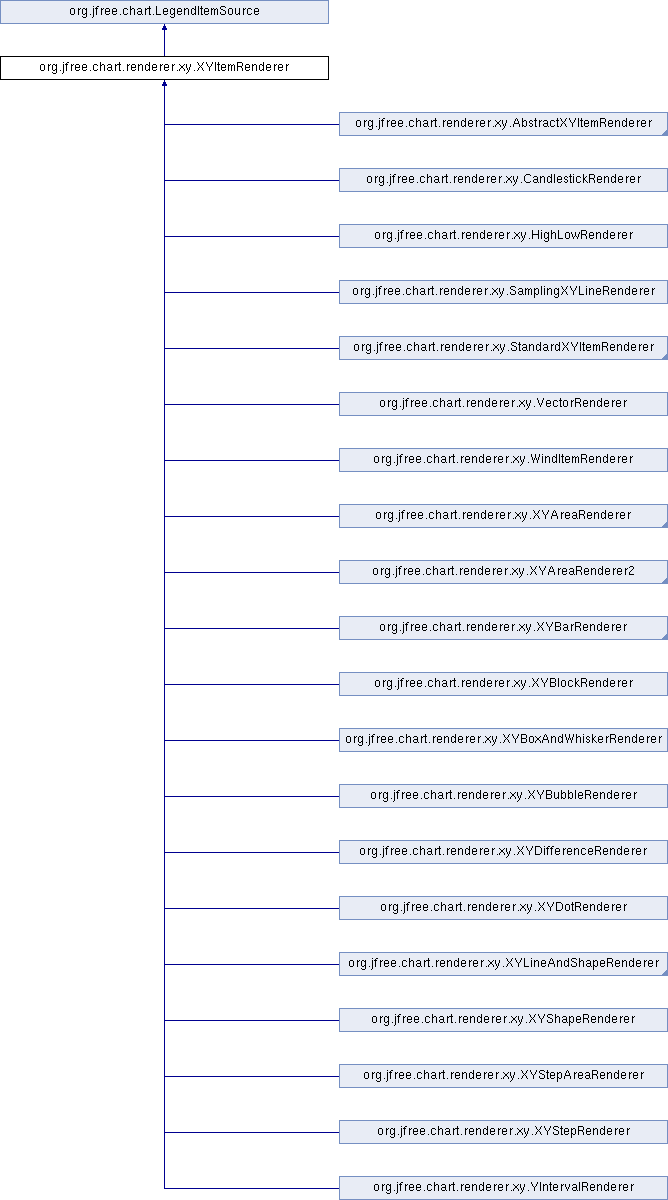 org.jfree.chart.LegendItemSource
org.jfree.chart.renderer.xy.XYItemRenderer
org.jfree.chart.renderer.xy.AbstractXYItemRenderer
org.jfree.chart.renderer.xy.CandlestickRenderer
org.jfree.chart.renderer.xy.HighLowRenderer
org.jfree.chart.renderer.xy.SamplingXYLineRenderer
org.jfree.chart.renderer.xy.StandardXYItemRenderer
org.jfree.chart.renderer.xy.VectorRenderer
org.jfree.chart.renderer.xy.WindItemRenderer
org.jfree.chart.renderer.xy.XYAreaRenderer
org.jfree.chart.renderer.xy.XYAreaRenderer2
org.jfree.chart.renderer.xy.XYBarRenderer
org.jfree.chart.renderer.xy.XYBlockRenderer
org.jfree.chart.renderer.xy.XYBoxAndWhiskerRenderer
org.jfree.chart.renderer.xy.XYBubbleRenderer
org.jfree.chart.renderer.xy.XYDifferenceRenderer
org.jfree.chart.renderer.xy.XYDotRenderer
org.jfree.chart.renderer.xy.XYLineAndShapeRenderer
org.jfree.chart.renderer.xy.XYShapeRenderer
org.jfree.chart.renderer.xy.XYStepAreaRenderer
org.jfree.chart.renderer.xy.XYStepRenderer
org.jfree.chart.renderer.xy.YIntervalRenderer